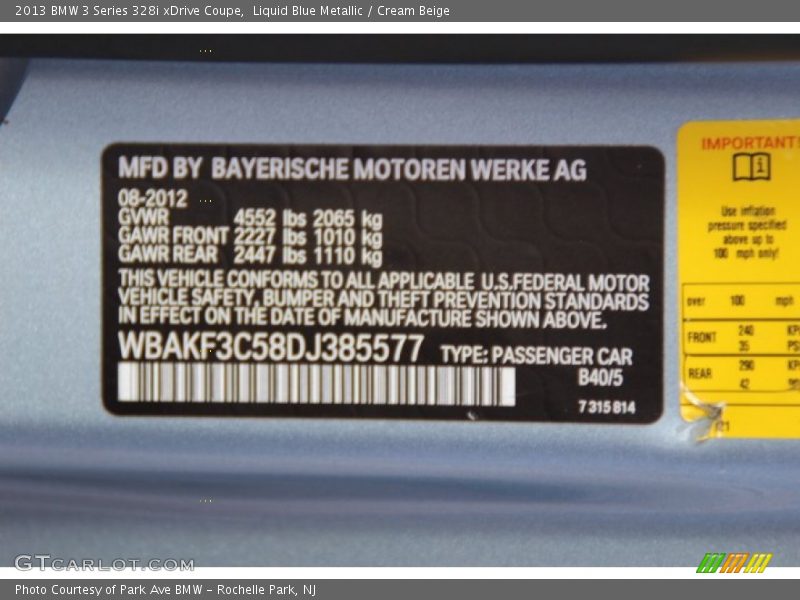 2013 BMW 3 Series 328i xDrive Coupe,  Liquid Blue Metallic / Cream Beige
MFD BY BAYERISCHE MOTOREN WERKE AG
08-2012
GVWR 4552 lbs 2065 kg
GAWR FRONT 2227 lbs 1010 kg
GAWR REAR 2447 lbs 1110 kg
THIS VEHICLE CONFORMS TO ALL APPLICABLE U.S.FEDERAL MOTOR
VEHICLE SAFETY, BUMPER AND THEFT PREVENTION STANDARDS
IN EFFECT ON THE DATE OF MANUFACTURE SHOWN ABOVE.
WBAKF3C58DJ385577 TYPE: PASSENGER CAR
B40/5
7 315 814
IMPORTANT!
i
Use inflation
pressure specified
above up to
100 mph only!
over 100 mph
FRONT 240
35
REAR 290
42
GTCARLOT.COM
Photo Courtesy of Park Ave BMW - Rochelle Park, NJ